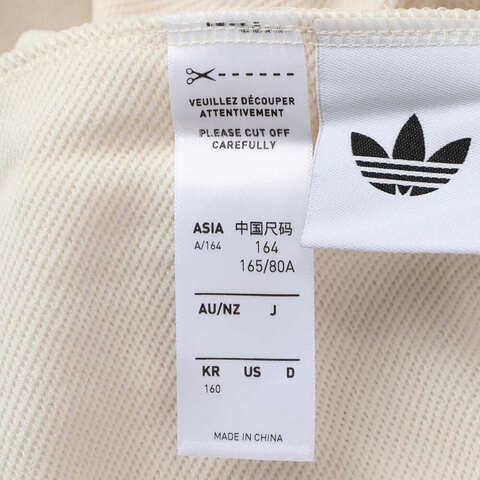 VEUILLEZ DÉCOUPER
ATTENTIVEMENT
PLEASE CUT OFF
CAREFULLY
ASIA 中国尺码
A/164 164
165/80A
AU/NZ J
KR US D
160
MADE IN CHINA